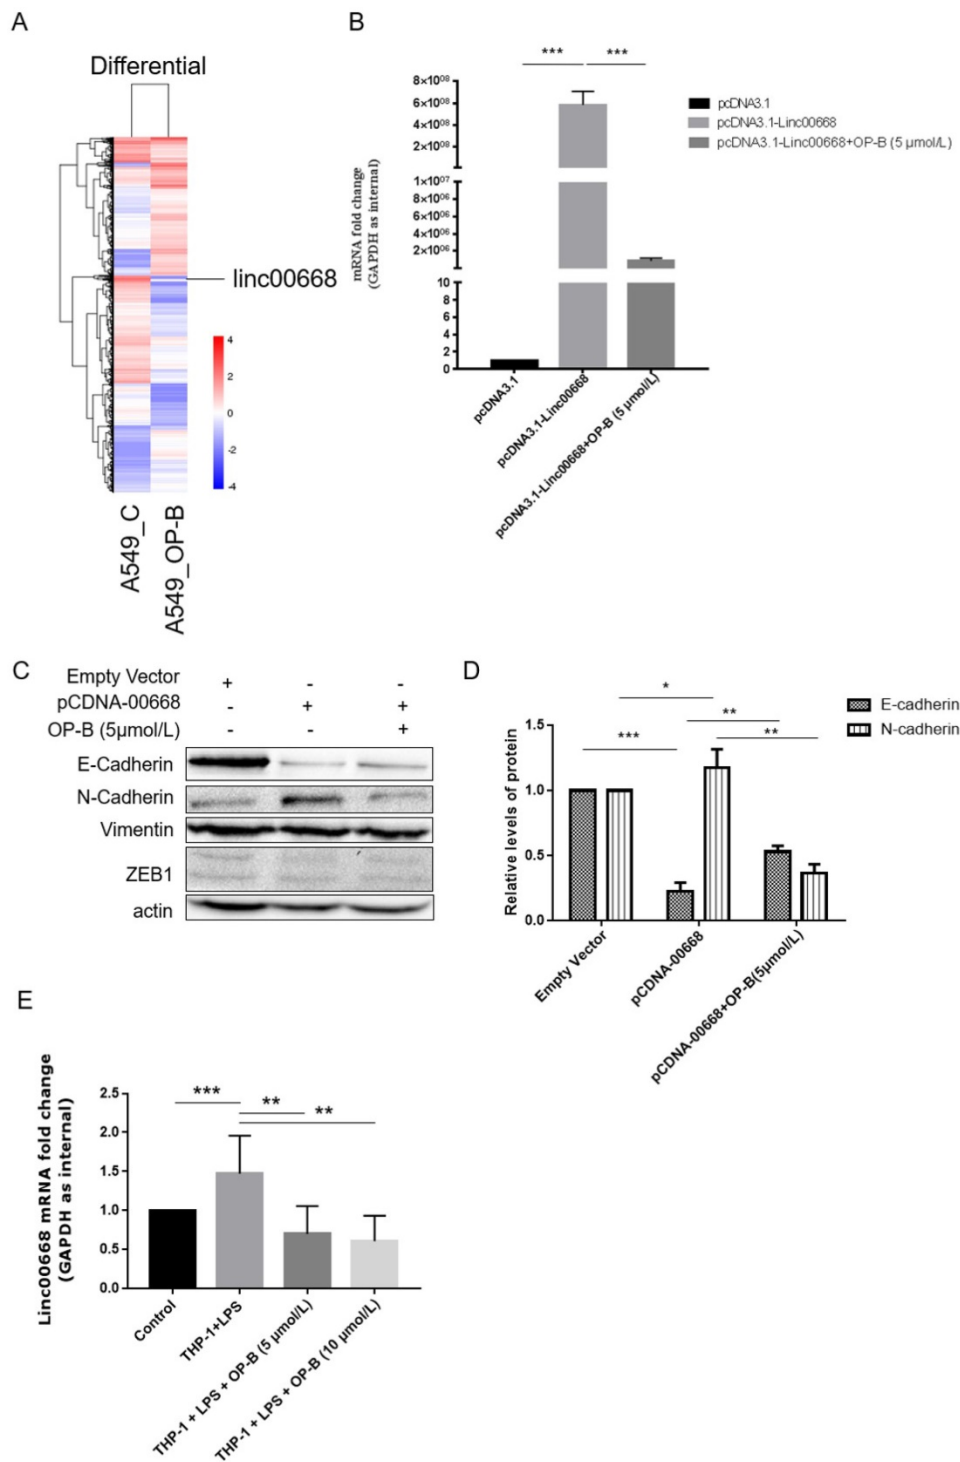 A
Differential
linc00668
4
2
0
-2
-4
A549_C
A549_OP-B
B
***
***
8×10⁰⁸
6×10⁰⁸
4×10⁰⁸
2×10⁰⁸
1×10⁰⁷
8×10⁰⁶
6×10⁰⁶
4×10⁰⁶
2×10⁰⁶
10
8
6
4
2
0
mRNA fold change
(GAPDH as internal)
pcDNA3.1
pcDNA3.1-Linc00668
pcDNA3.1-Linc00668+OP-B (5 μmol/L)
pcDNA3.1
pcDNA3.1-Linc00668
pcDNA3.1-Linc00668+OP-B (5 μmol/L)
C
Empty Vector + - -
pCDNA-00668 - + +
OP-B (5μmol/L) - - +
E-Cadherin
N-Cadherin
Vimentin
ZEB1
actin
D
*
**
***
**
E-cadherin
N-cadherin
1.5
1.0
0.5
0.0
Relative levels of protein
Empty Vector
pCDNA-00668
pCDNA-00668+OP-B(5μmol/L)
E
***
**
**
2.5
2.0
1.5
1.0
0.5
0.0
Linc00668 mRNA fold change
(GAPDH as internal)
Control
THP-1+LPS
THP-1 + LPS + OP-B (5 μmol/L)
THP-1 + LPS + OP-B (10 μmol/L)